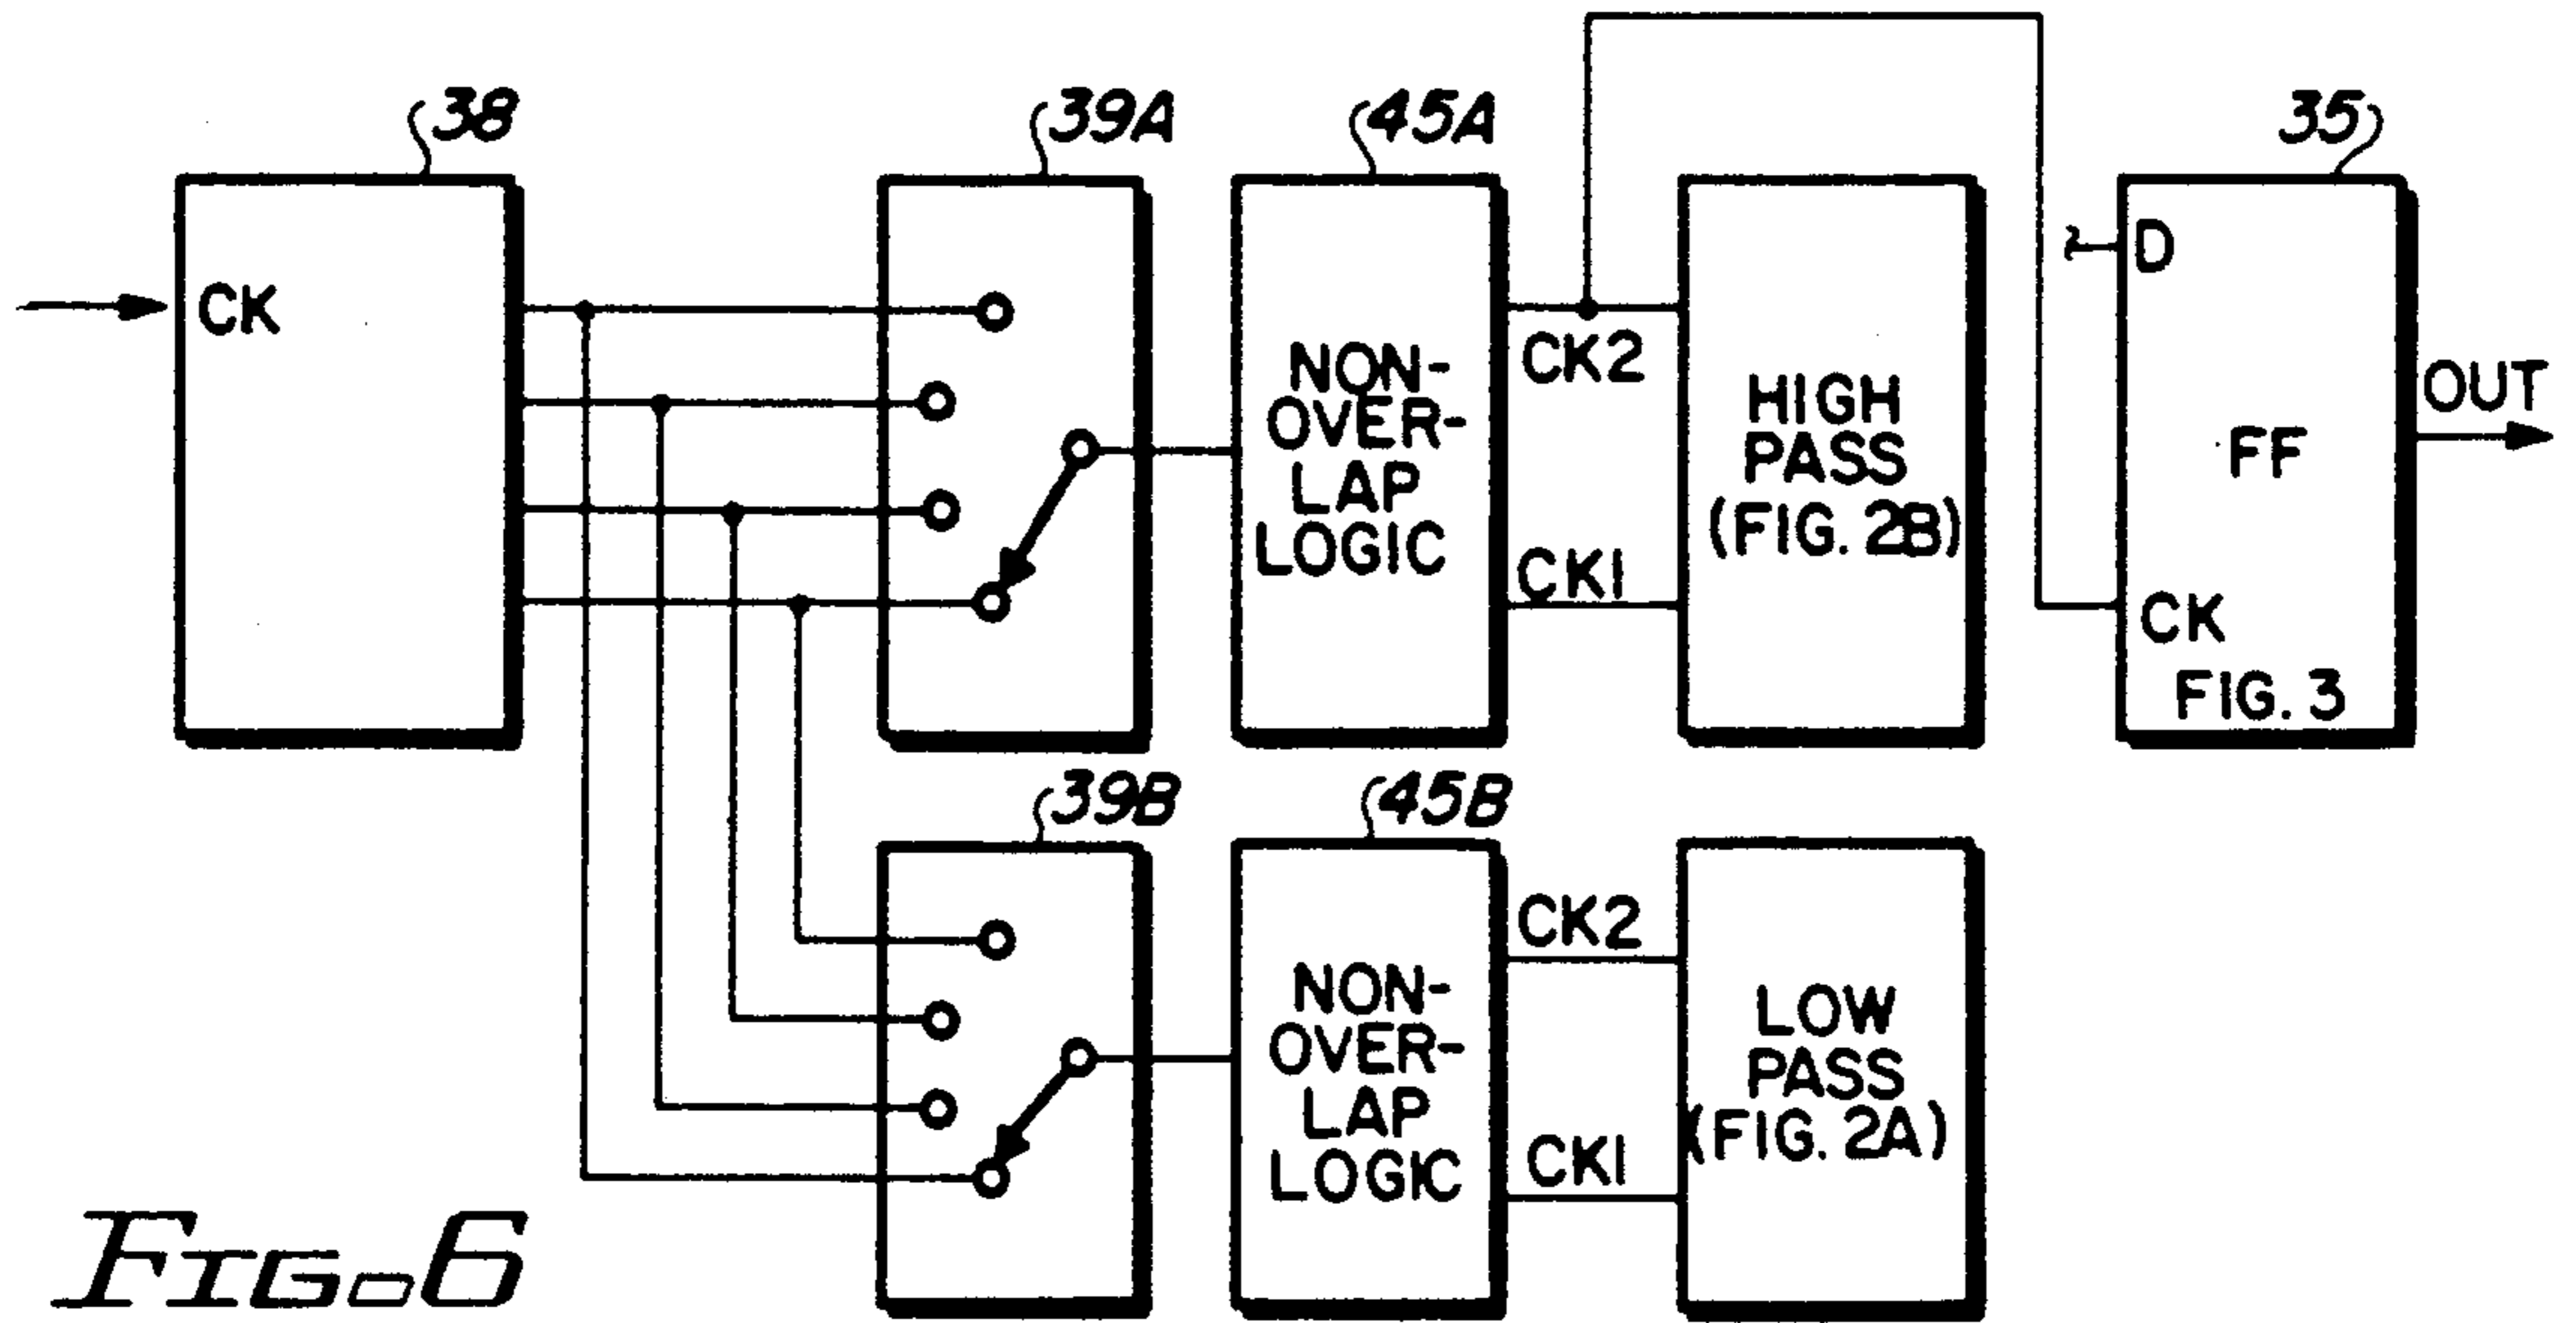 38
39A
45A
35
CK
NON-
OVER-
LAP
LOGIC
CK2
CK1
HIGH
PASS
(FIG. 2B)
D
FF
CK
FIG. 3
OUT
39B
45B
NON-
OVER-
LAP
LOGIC
CK2
CK1
LOW
PASS
(FIG. 2A)
FIG. 6